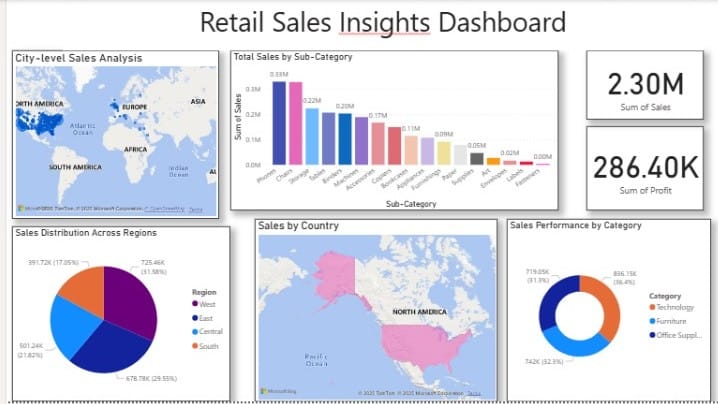 Retail Sales Insights Dashboard
City-level Sales Analysis
ORTH AMERICA
EUROPE
ASIA
Atlantic
Ocean
AFRICA
SOUTH AMERICA
Indian
Ocean
AU
© 2025 TomTom, © 2025 Microsoft Corporation, © OpenStreetMap Terms
Total Sales by Sub-Category
Sum of Sales
0.3M
0.2M
0.1M
0.0M
0.33M
0.22M
0.20M
0.17M
0.11M
0.09M
0.05M
0.02M
0.00M
Phones
Chairs
Storage
Tables
Binders
Machines
Accessories
Copiers
Bookcases
Appliances
Furnishings
Paper
Supplies
Art
Envelopes
Labels
Fasteners
Sub-Category
2.30M
Sum of Sales
286.40K
Sum of Profit
Sales Distribution Across Regions
391.72K (17.05%)
725.46K
(31.58%)
501.24K
(21.82%)
678.78K (29.55%)
Region
West
East
Central
South
Sales by Country
NORTH AMERICA
Pacific
Ocean
Microsoft Bing
© 2025 TomTom, © 2025 Microsoft Corporation Terms
Sales Performance by Category
719.05K
(31.3%)
836.15K
(36.4%)
742K (32.3%)
Category
Technology
Furniture
Office Suppl...